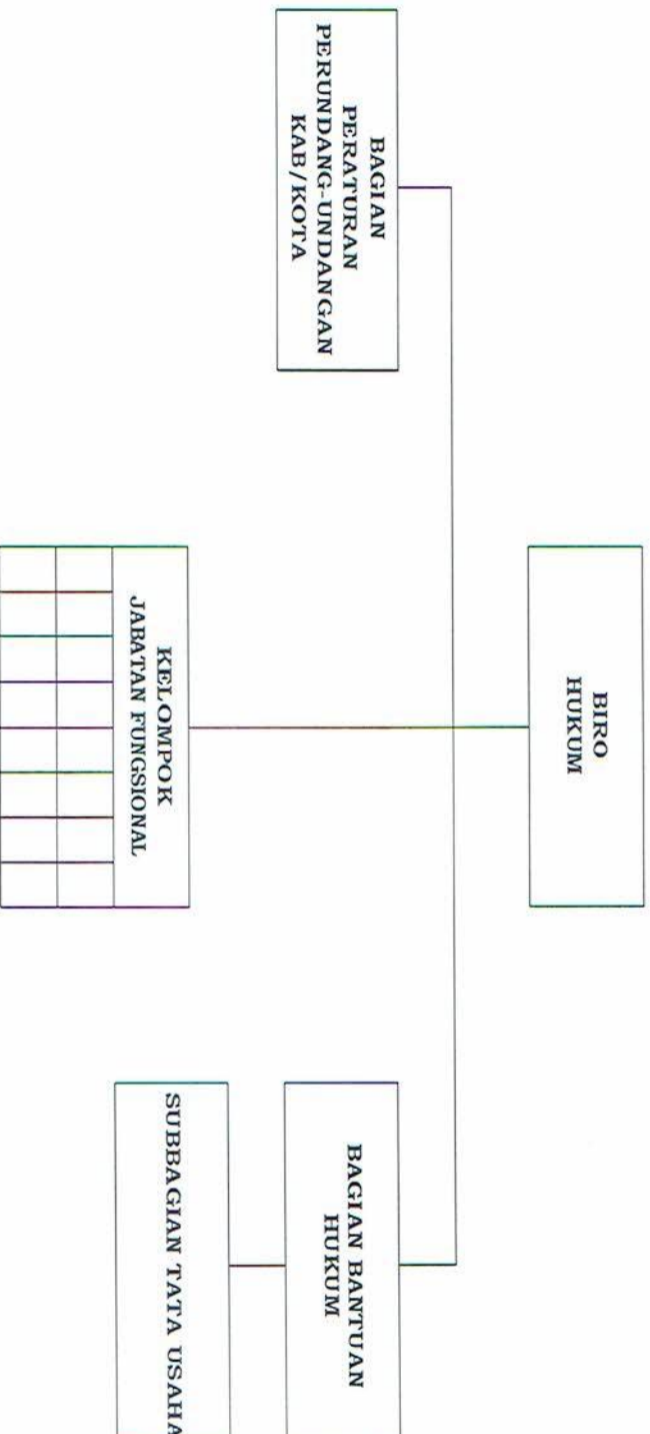 BIRO
HUKUM
BAGIAN
PERATURAN
PERUNDANG-UNDANGAN
KAB/KOTA
BAGIAN BANTUAN
HUKUM
KELOMPOK
JABATAN FUNGSIONAL
SUBBAGIAN TATA USAHA